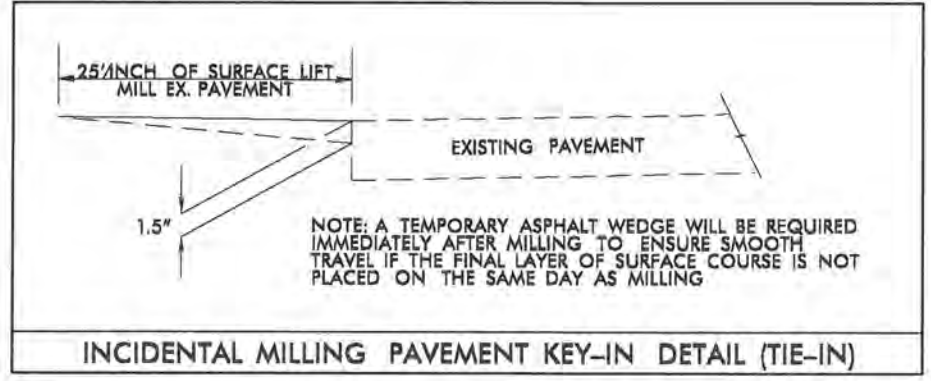 25'/INCH OF SURFACE LIFT
MILL EX. PAVEMENT
EXISTING PAVEMENT
1.5"
NOTE: A TEMPORARY ASPHALT WEDGE WILL BE REQUIRED
IMMEDIATELY AFTER MILLING TO ENSURE SMOOTH
TRAVEL IF THE FINAL LAYER OF SURFACE COURSE IS NOT
PLACED ON THE SAME DAY AS MILLING
INCIDENTAL MILLING PAVEMENT KEY-IN DETAIL (TIE-IN)